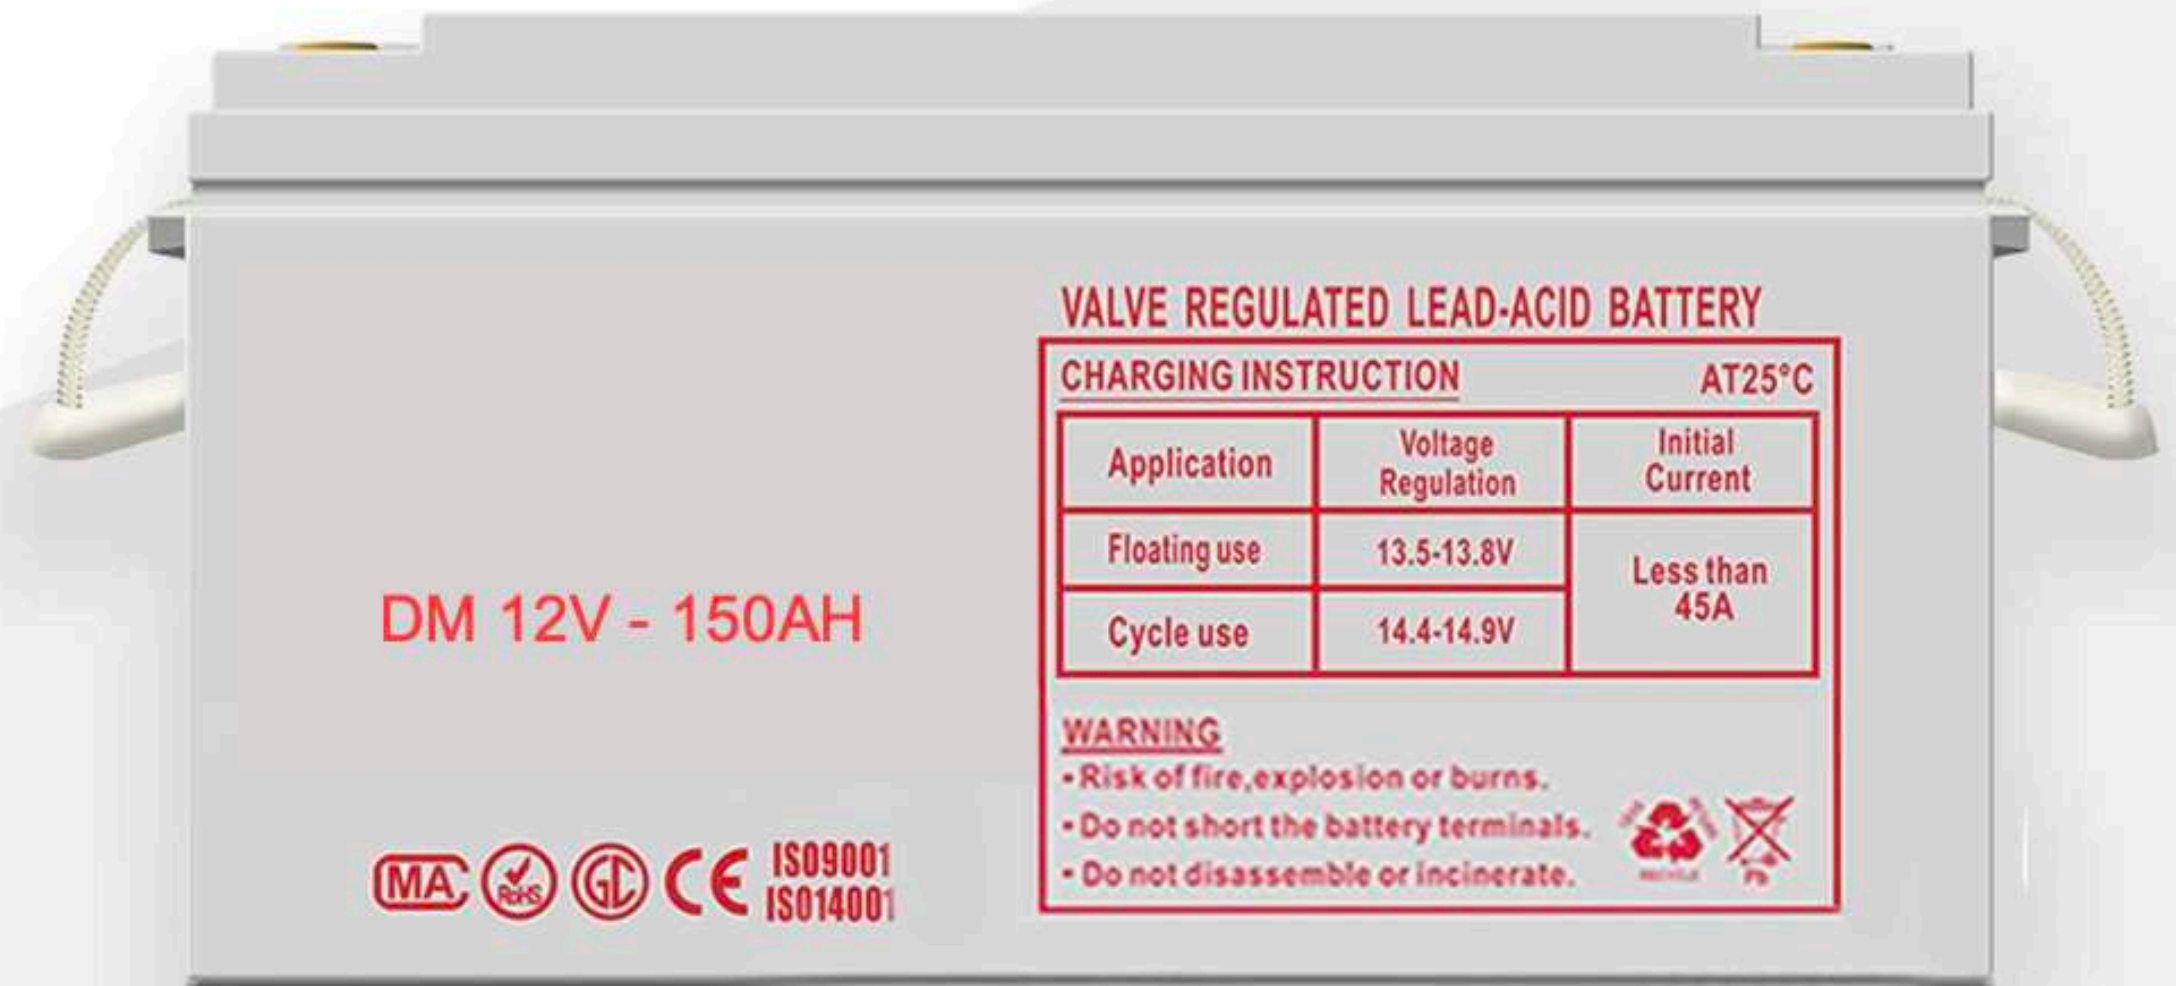 VALVE REGULATED LEAD-ACID BATTERY
CHARGING INSTRUCTION AT25°C
Application Voltage Regulation Initial Current
Floating use 13.5-13.8V Less than 45A
Cycle use 14.4-14.9V
DM 12V - 150AH
WARNING
- Risk of fire,explosion or burns.
- Do not short the battery terminals.
- Do not disassemble or incinerate.
MA RoHS GC CE ISO9001
ISO14001
Pb